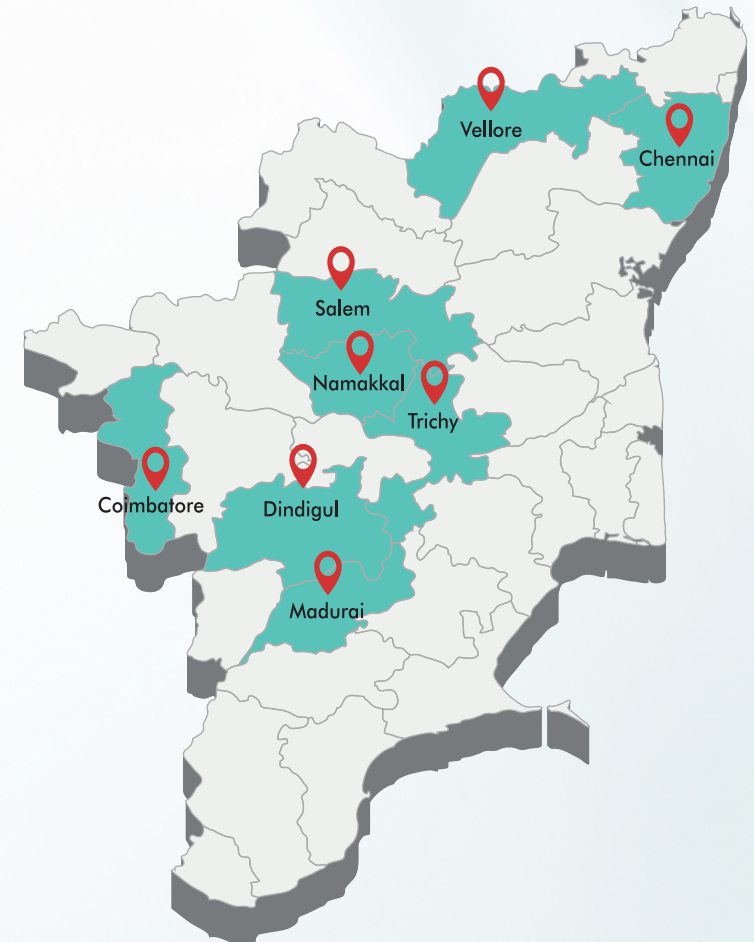 Vellore
Chennai
Salem
Namakkal
Trichy
Coimbatore
Dindigul
Madurai